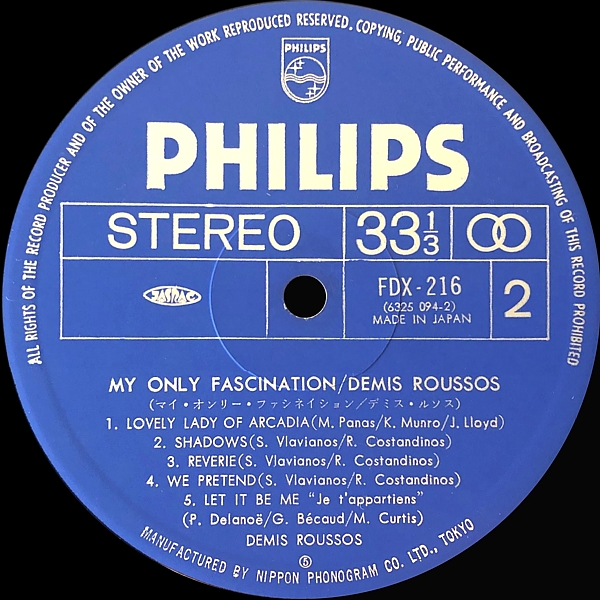 ALL RIGHTS OF THE RECORD PRODUCER AND OF THE OWNER OF THE WORK REPRODUCED RESERVED. COPYING, PUBLIC PERFORMANCE AND BROADCASTING OF THIS RECORD PROHIBITED
PHILIPS
PHILIPS
STEREO 33 1/3
JASRAC FDX-216 2
(6325 094-2)
MADE IN JAPAN
MY ONLY FASCINATION/DEMIS ROUSSOS
(マイ・オンリー・ファシネイション/デミス・ルソス)
1. LOVELY LADY OF ARCADIA(M. Panas/K. Munro/J. Lloyd)
2. SHADOWS(S. Vlavianos/R. Costandinos)
3. REVERIE(S. Vlavianos/R. Costandinos)
4. WE PRETEND(S. Vlavianos/R. Costandinos)
5. LET IT BE ME "Je t'appartiens"
(P. Delanoë/G. Bécaud/M. Curtis)
DEMIS ROUSSOS
Ⓢ
MANUFACTURED BY NIPPON PHONOGRAM CO. LTD., TOKYO